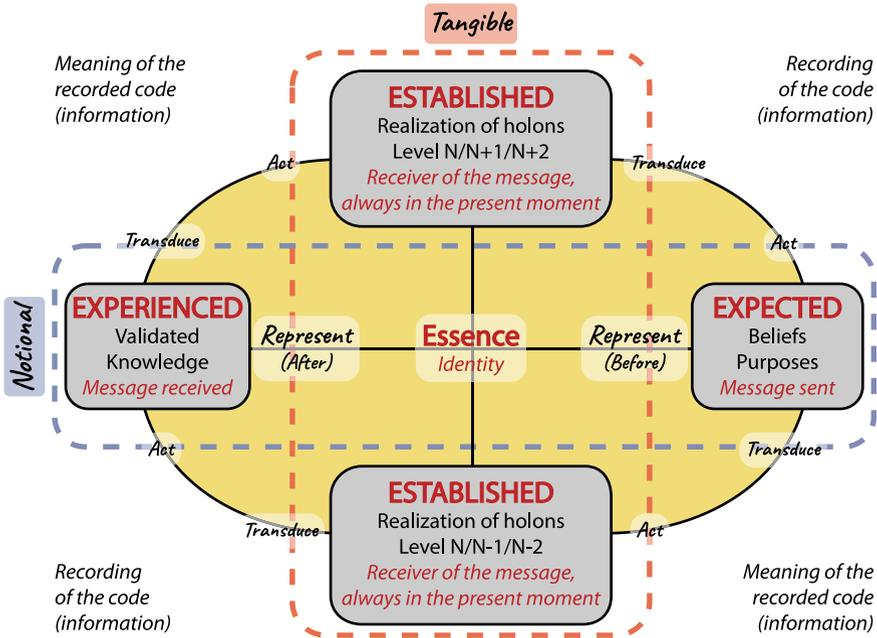 Tangible
Meaning of the
recorded code
(information)
Recording
of the code
(information)
ESTABLISHED
Realization of holons
Level N/N+1/N+2
Receiver of the message,
always in the present moment
Act
Transduce
Transduce
Act
Notional
EXPERIENCED
Validated
Knowledge
Message received
Represent
(After)
Essence
Identity
Represent
(Before)
EXPECTED
Beliefs
Purposes
Message sent
Act
Transduce
Transduce
Act
ESTABLISHED
Realization of holons
Level N/N-1/N-2
Receiver of the message,
always in the present moment
Recording
of the code
(information)
Meaning of the
recorded code
(information)